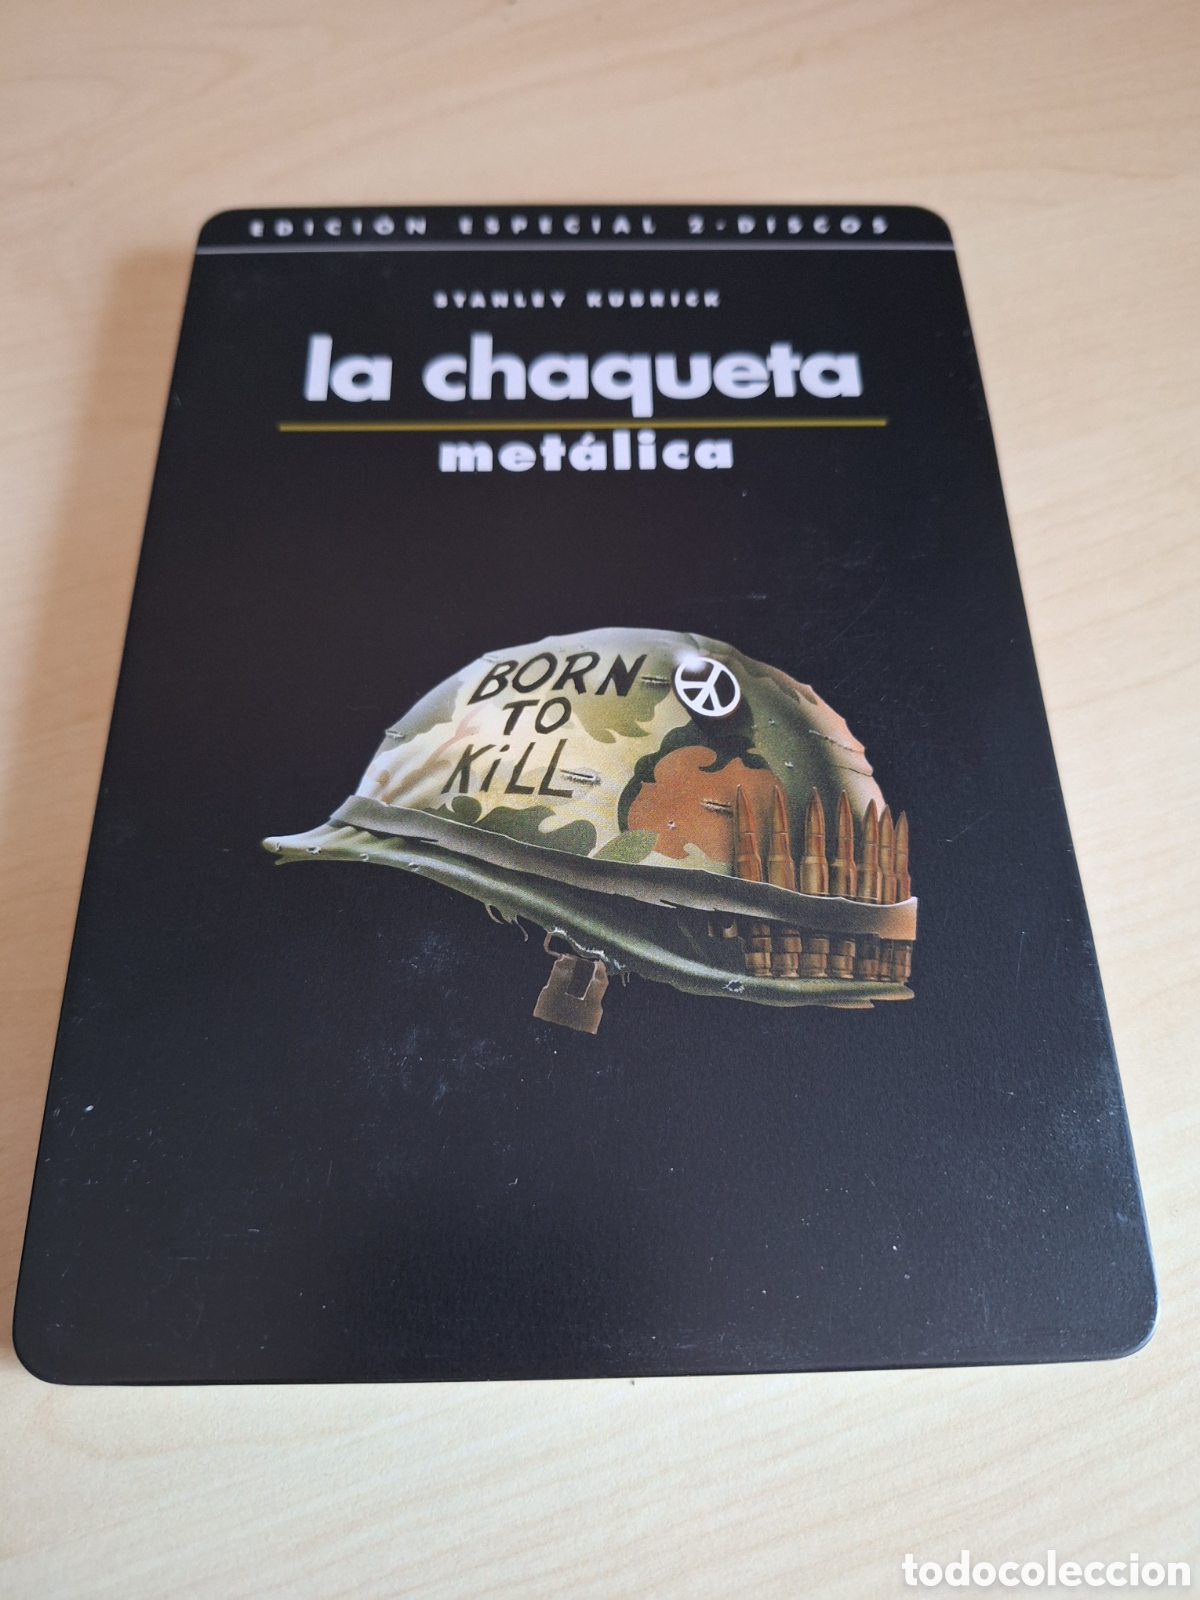 EDICIÓN ESPECIAL 2-DISCOS
STANLEY KUBRICK
la chaqueta
metálica
BORN
TO
KiLL
todocoleccion